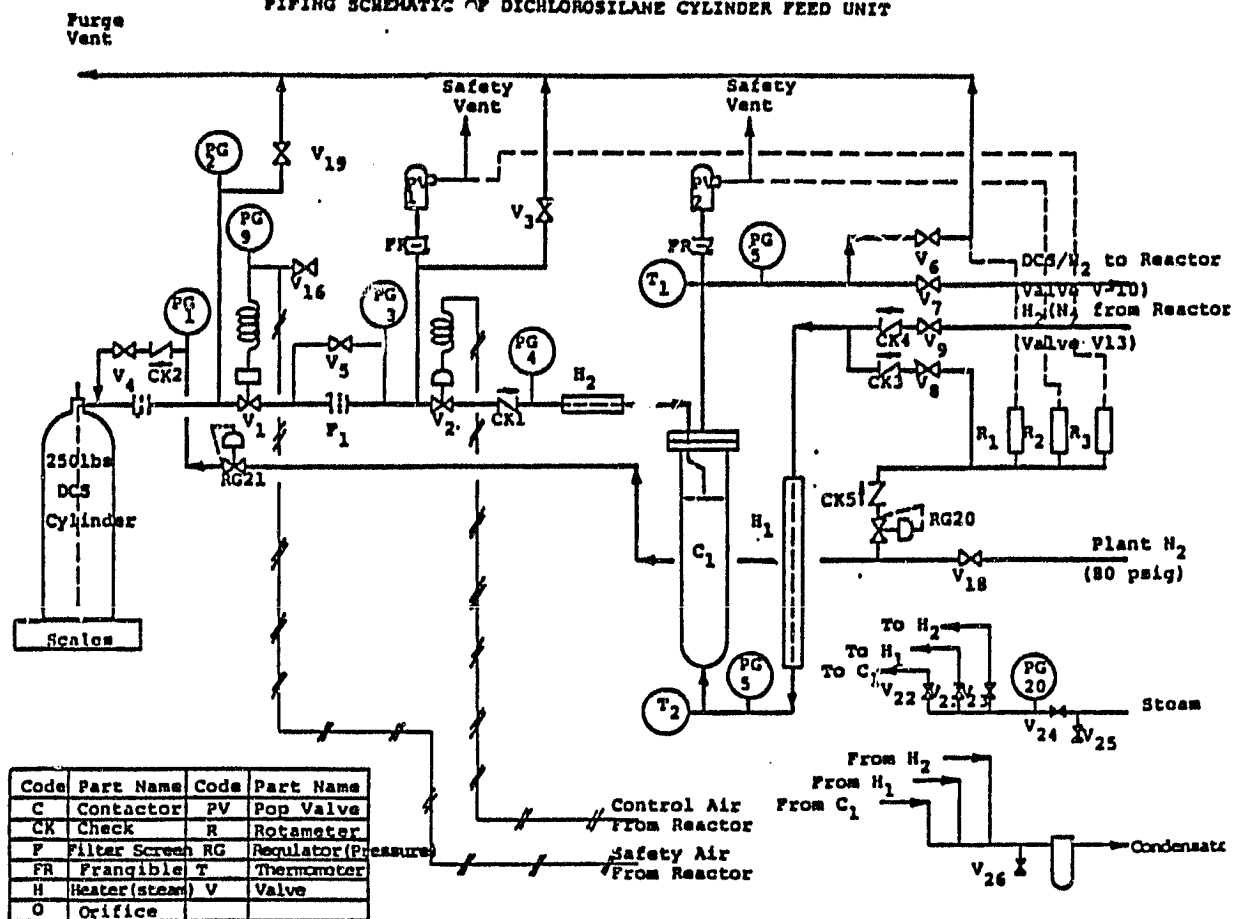 PIPING SCHEMATIC OF DICHLOROSILANE CYLINDER FEED UNIT
Purge
Vent
Safety
Vent
Safety
Vent
PG
2
V19
PV
1
PV
2
PG
9
V3
FR
FR
PG
5
V6
DCS/H2 to Reactor
V16
T1
(Valve V310)
V7
PG
1
PG
3
H2(N2 from Reactor
CK4
V9
(Valve V13)
V5
PG
4
H2
V4
CK2
CK3
V8
V1
F1
V2
CK1
R1
R2
R3
250lbs
DCS
Cylinder
RG21
CK5
RG20
C1
H1
Plant N2
(80 psig)
V18
Scales
To H2
To H1
To C1
PG
5
V22
V23
PG
20
Steam
T2
V24
V25
From H2
From H1
From C1
Control Air
From Reactor
Safety Air
From Reactor
Condensate
V26
Code Part Name Code Part Name
C Contactor PV Pop Valve
CK Check R Rotameter
F Filter Screen RG Regulator(Pressure)
FR Frangible T Thermometer
H Heater(steam) V Valve
O Orifice